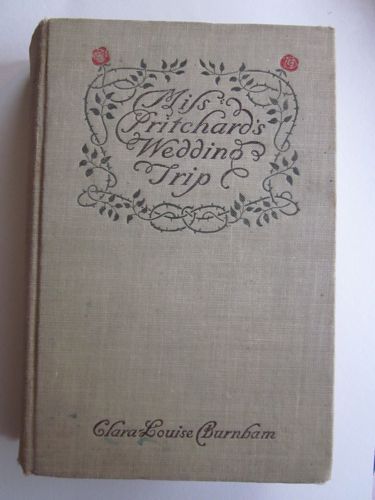 Miss
Pritchard's
Wedding
Trip
Clara Louise Burnham